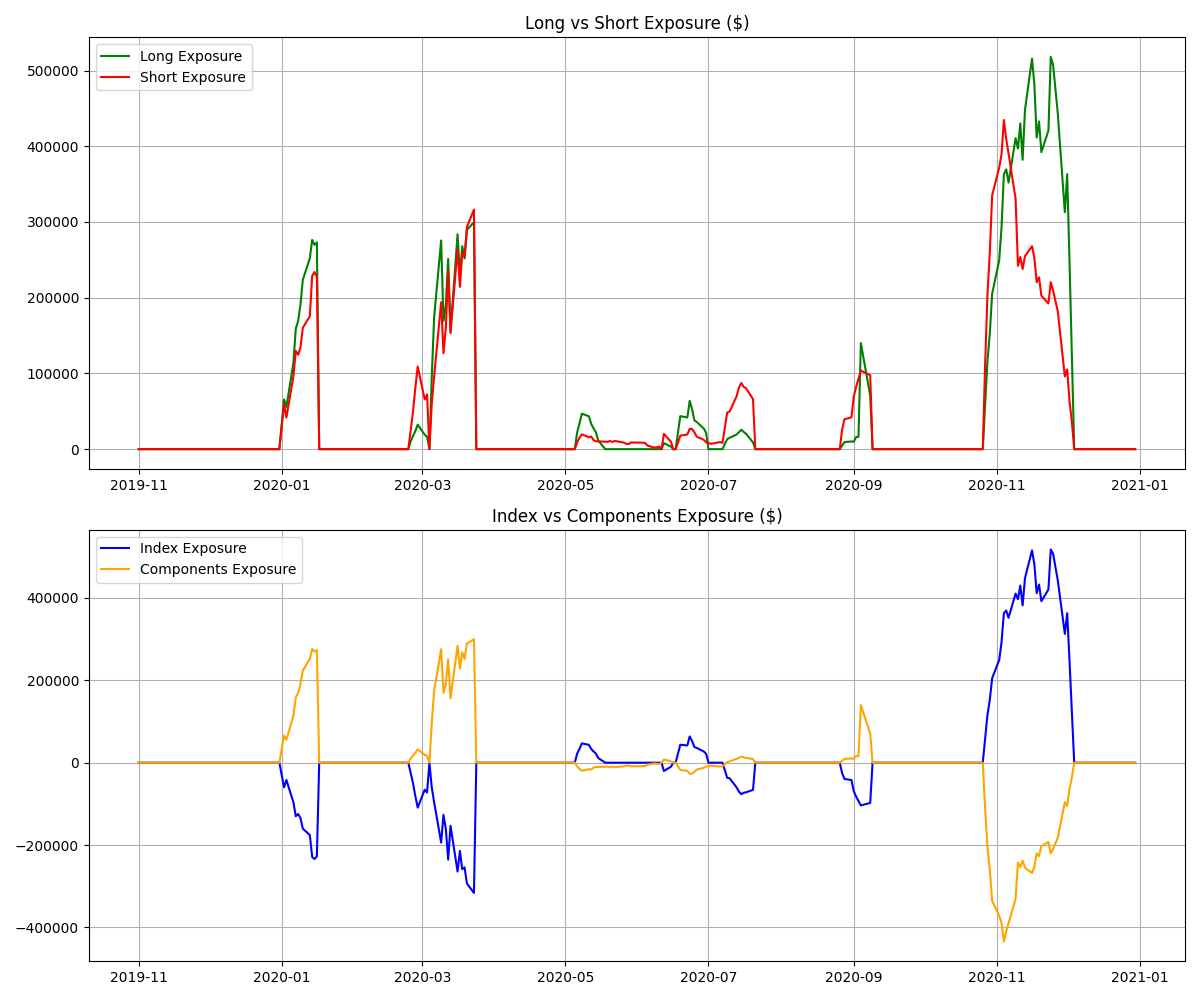 Long vs Short Exposure ($)
Long Exposure
Short Exposure
500000
400000
300000
200000
100000
0
2019-11 2020-01 2020-03 2020-05 2020-07 2020-09 2020-11 2021-01
Index vs Components Exposure ($)
Index Exposure
Components Exposure
400000
200000
0
−200000
−400000
2019-11 2020-01 2020-03 2020-05 2020-07 2020-09 2020-11 2021-01